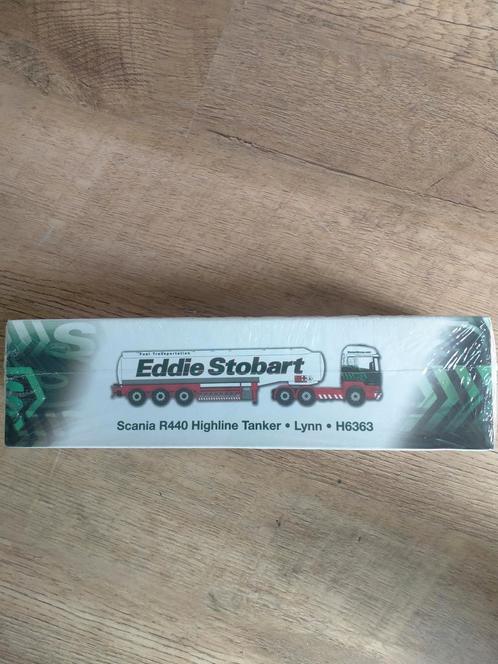 Fuel Transportation
Eddie Stobart
Scania R440 Highline Tanker • Lynn • H6363